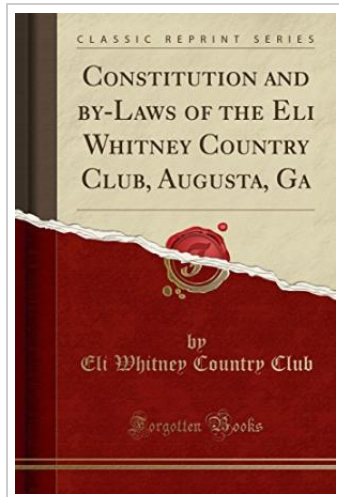 CLASSIC REPRINT SERIES
CONSTITUTION AND
BY-LAWS OF THE ELI
WHITNEY COUNTRY
CLUB, AUGUSTA, GA
by
Eli Whitney Country Club
Forgotten Books